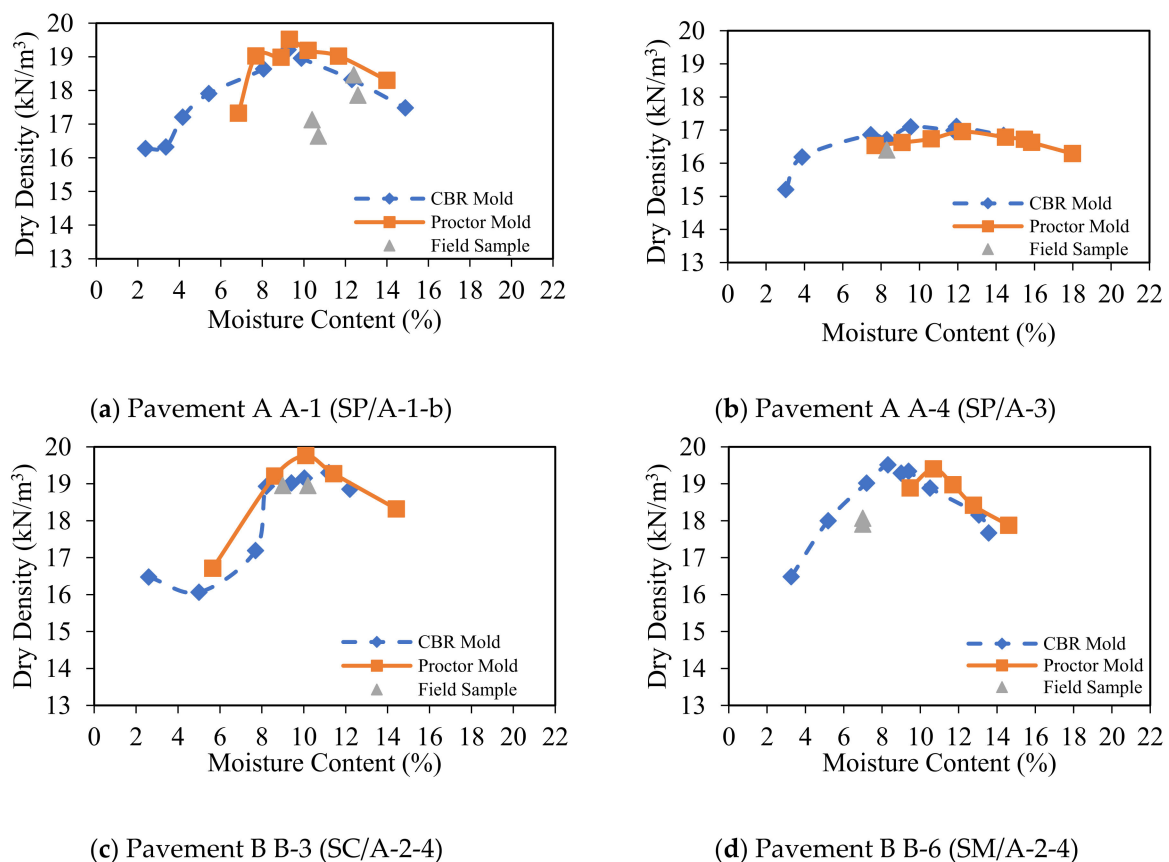 20
19
18
17
16
15
14
13
Dry Density (kN/m³)
CBR Mold
Proctor Mold
Field Sample
0 2 4 6 8 10 12 14 16 18 20 22
Moisture Content (%)
(a) Pavement A A-1 (SP/A-1-b)
20
19
18
17
16
15
14
13
Dry Density (kN/m³)
CBR Mold
Proctor Mold
Field Sample
0 2 4 6 8 10 12 14 16 18 20 22
Moisture Content (%)
(b) Pavement A A-4 (SP/A-3)
20
19
18
17
16
15
14
13
Dry Density (kN/m³)
CBR Mold
Proctor Mold
Field Sample
0 2 4 6 8 10 12 14 16 18 20 22
Moisture Content (%)
(c) Pavement B B-3 (SC/A-2-4)
20
19
18
17
16
15
14
13
Dry Density (kN/m³)
CBR Mold
Proctor Mold
Field Sample
0 2 4 6 8 10 12 14 16 18 20 22
Moisture Content (%)
(d) Pavement B B-6 (SM/A-2-4)